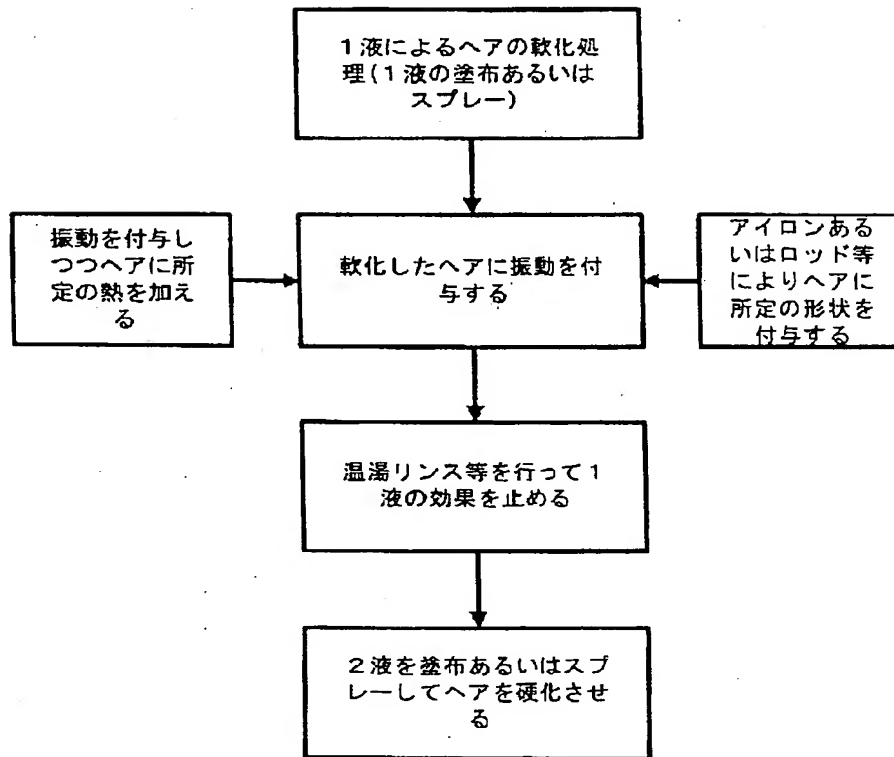 1液によるヘアの軟化処
理(1液の塗布あるいは
スプレー)
振動を付与し
つつヘアに所
定の熱を加え
る
軟化したヘアに振動を付
与する
アイロンある
いはロッド等
によりヘアに
所定の形状を
付与する
温湯リンス等を行って1
液の効果を止める
2液を塗布あるいはスプ
レーしてヘアを硬化させ
る